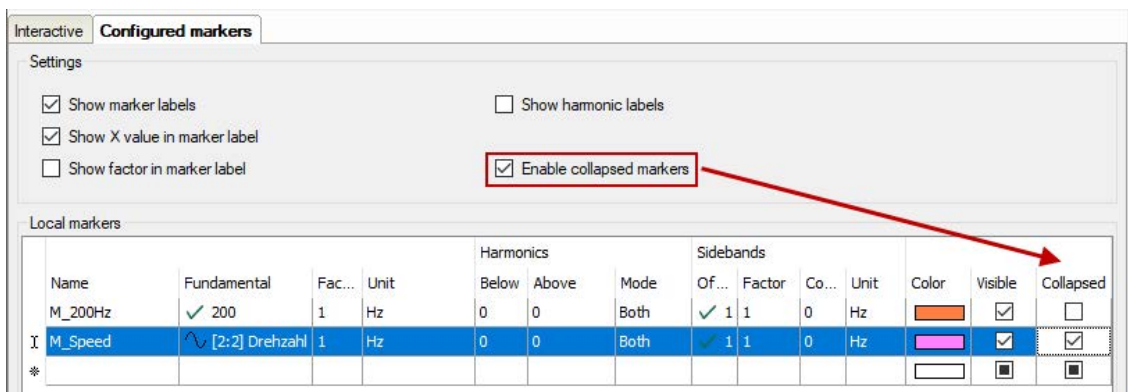 Interactive Configured markers
Settings
Show marker labels Show harmonic labels
Show X value in marker label
Show factor in marker label Enable collapsed markers
Local markers
Harmonics Sidebands
Name Fundamental Fac... Unit Below Above Mode Of... Factor Co... Unit Color Visible Collapsed
M_200Hz 200 1 Hz 0 0 Both 1 1 0 Hz
M_Speed [2:2] Drehzahl 1 Hz 0 0 Both 1 1 0 Hz